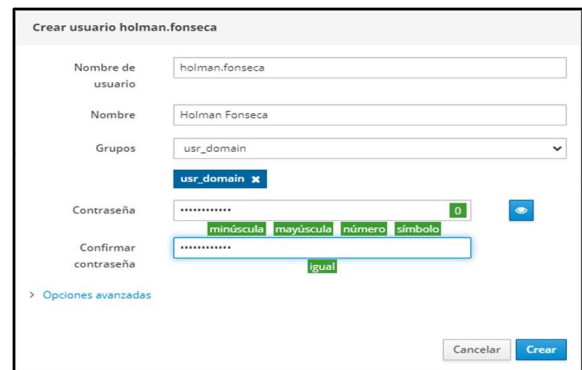 Crear usuario holman.fonseca
Nombre de usuario
holman.fonseca
Nombre
Holman Fonseca
Grupos
usr_domain
usr_domain ×
Contraseña
••••••••••••
0
minúscula mayúscula número símbolo
Confirmar contraseña
••••••••••••
igual
> Opciones avanzadas
Cancelar Crear